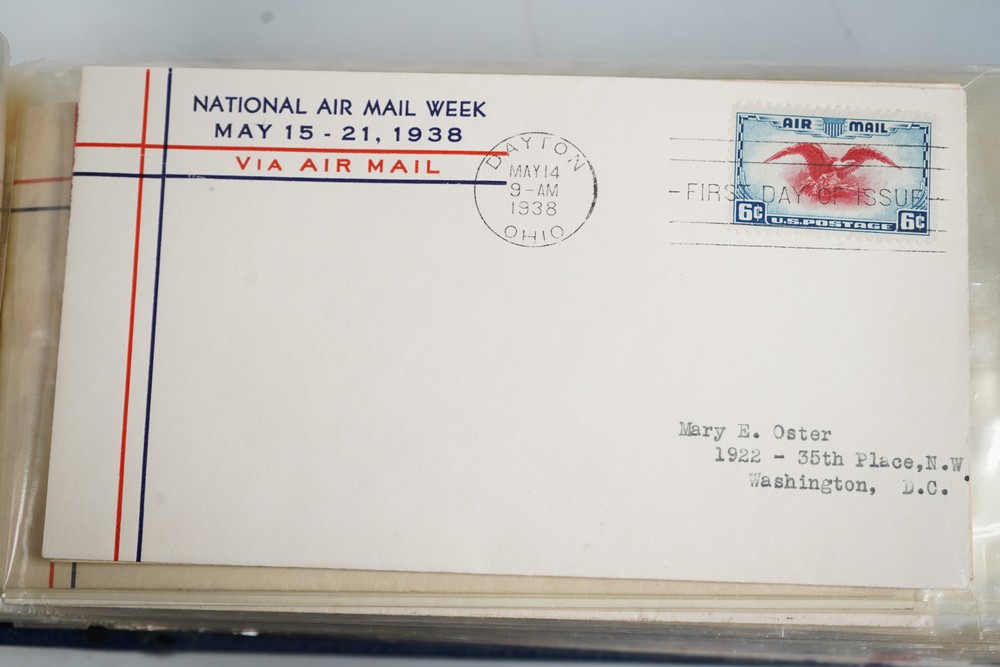 NATIONAL AIR MAIL WEEK
MAY 15 - 21, 1938
VIA AIR MAIL
DAYTON
MAY 14
9-AM
1938
OHIO
AIR MAIL
-FIRST DAY OF ISSUE-
6¢ U.S. POSTAGE 6¢
Mary E. Oster
1922 - 35th Place,N.W.
Washington, D.C.